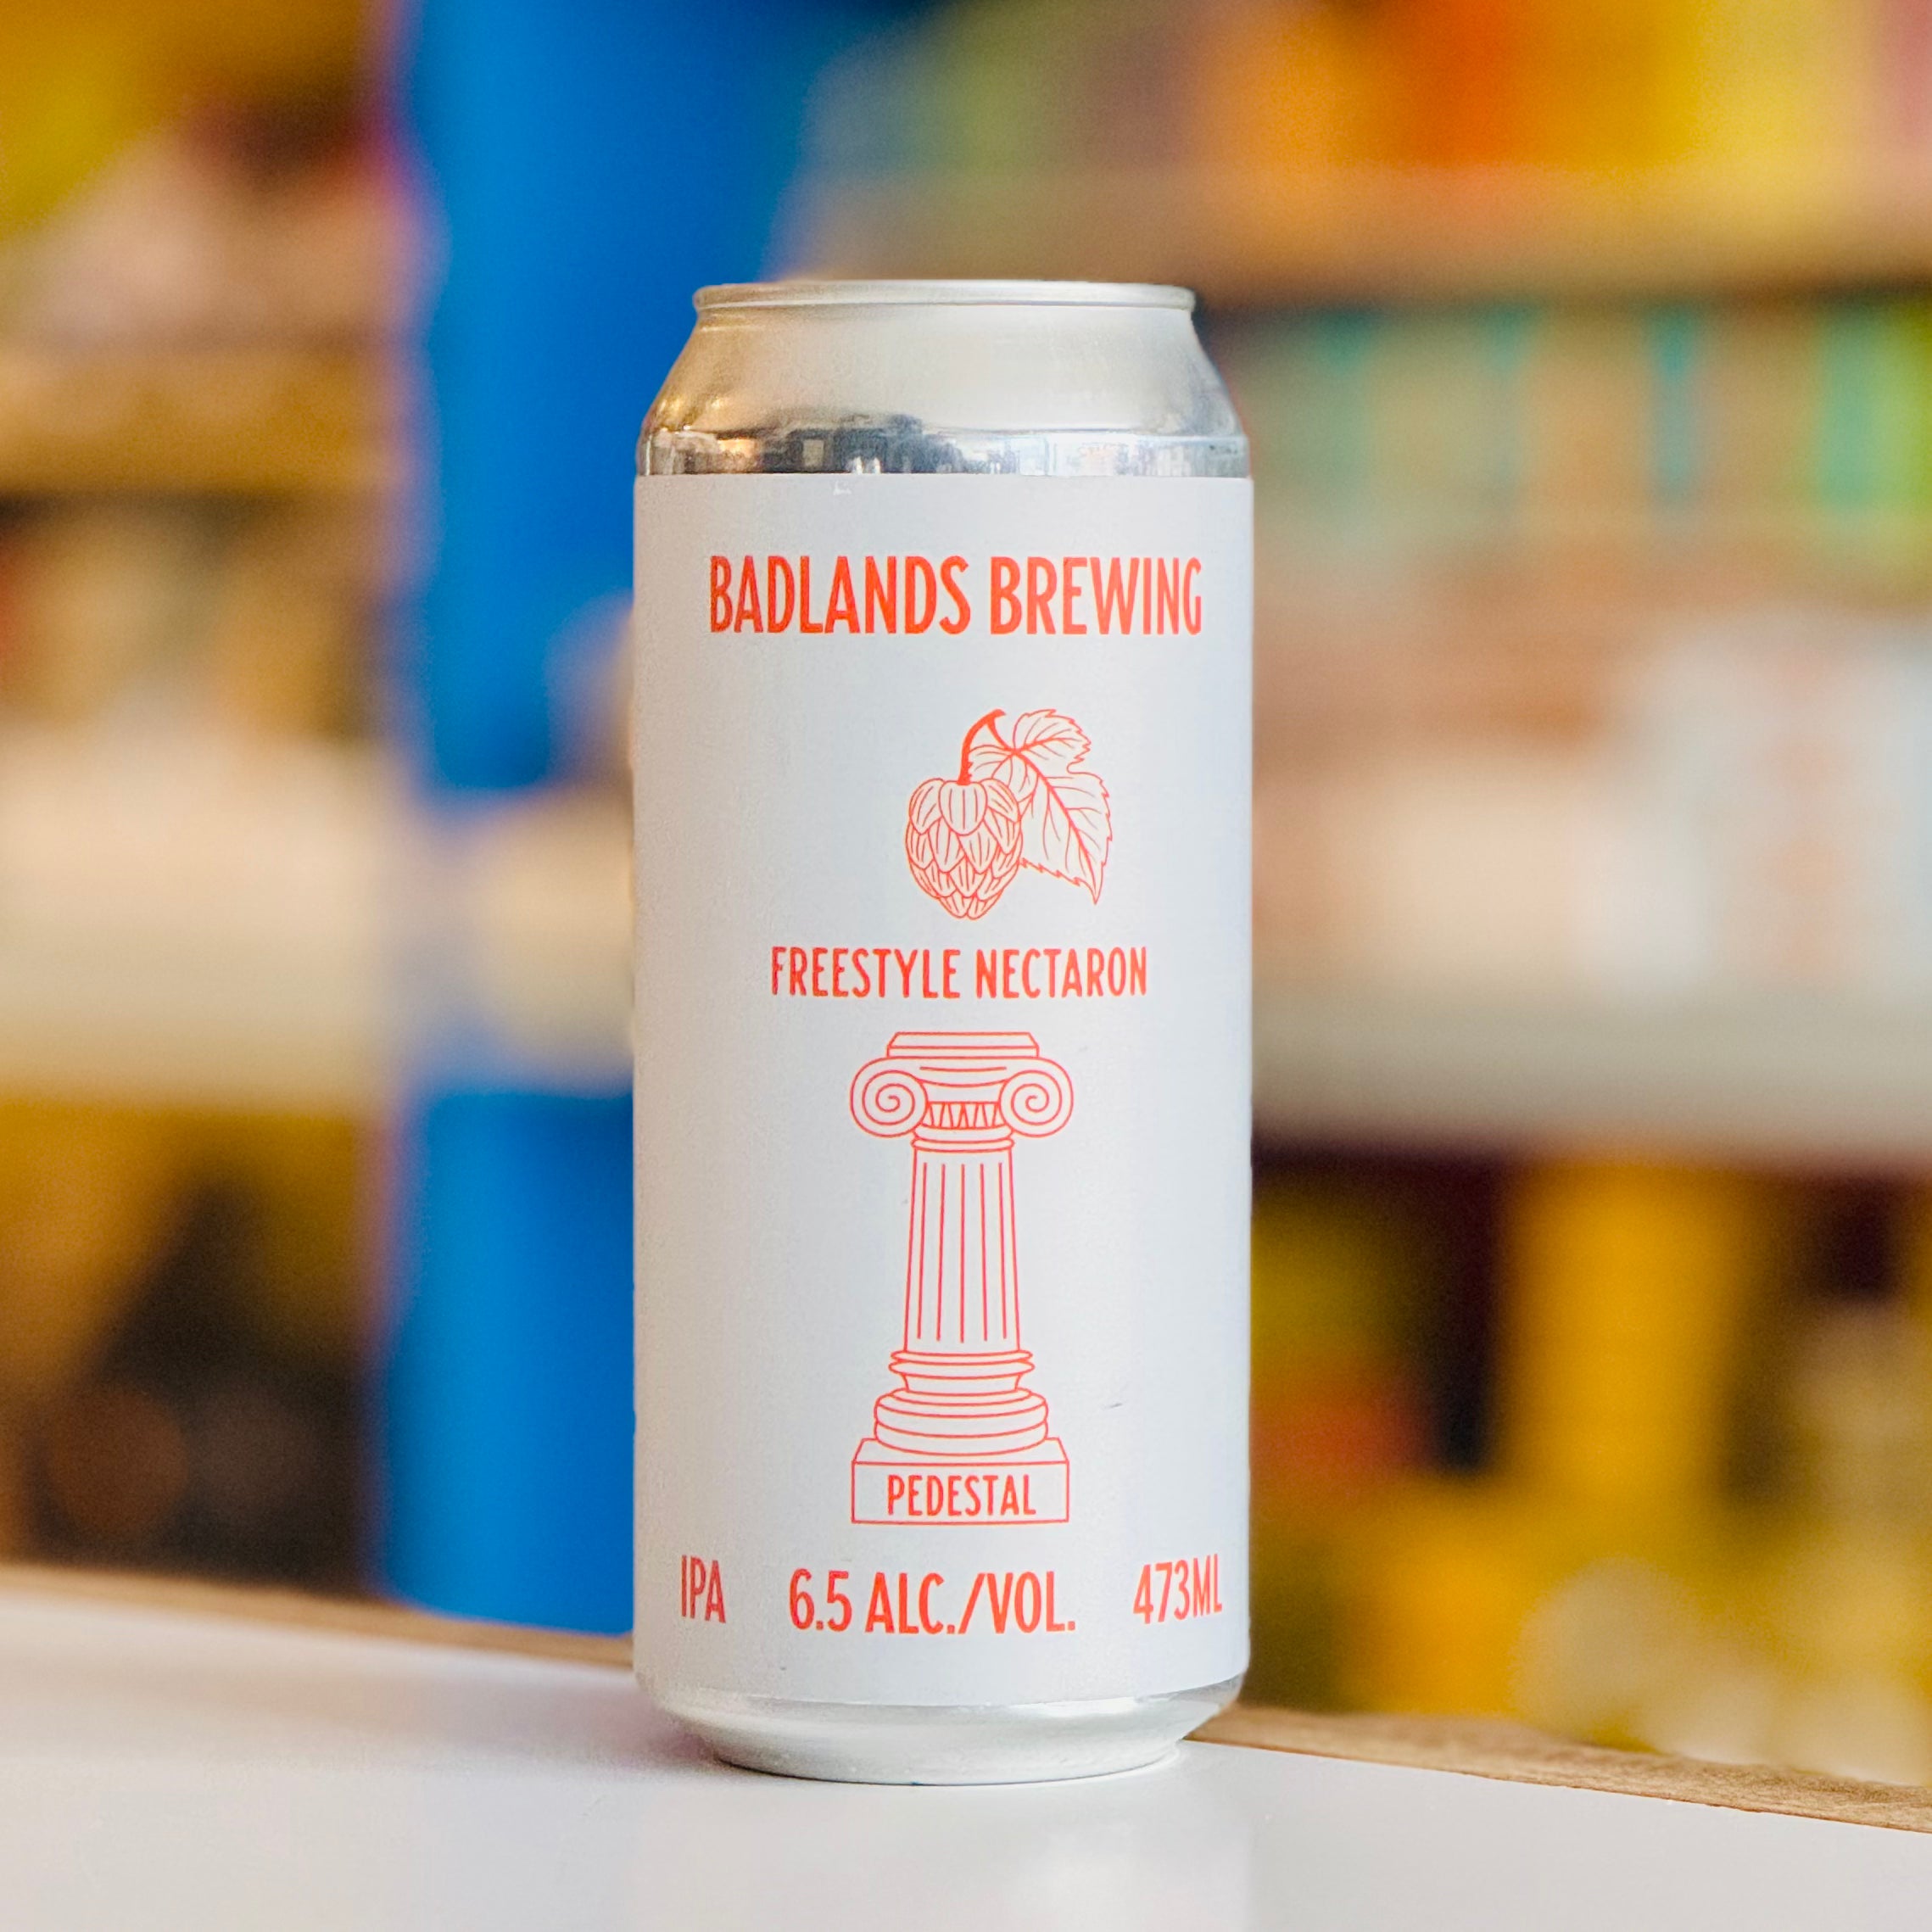 BADLANDS BREWING
FREESTYLE NECTARON
PEDESTAL
IPA 6.5 ALC./VOL. 473ML